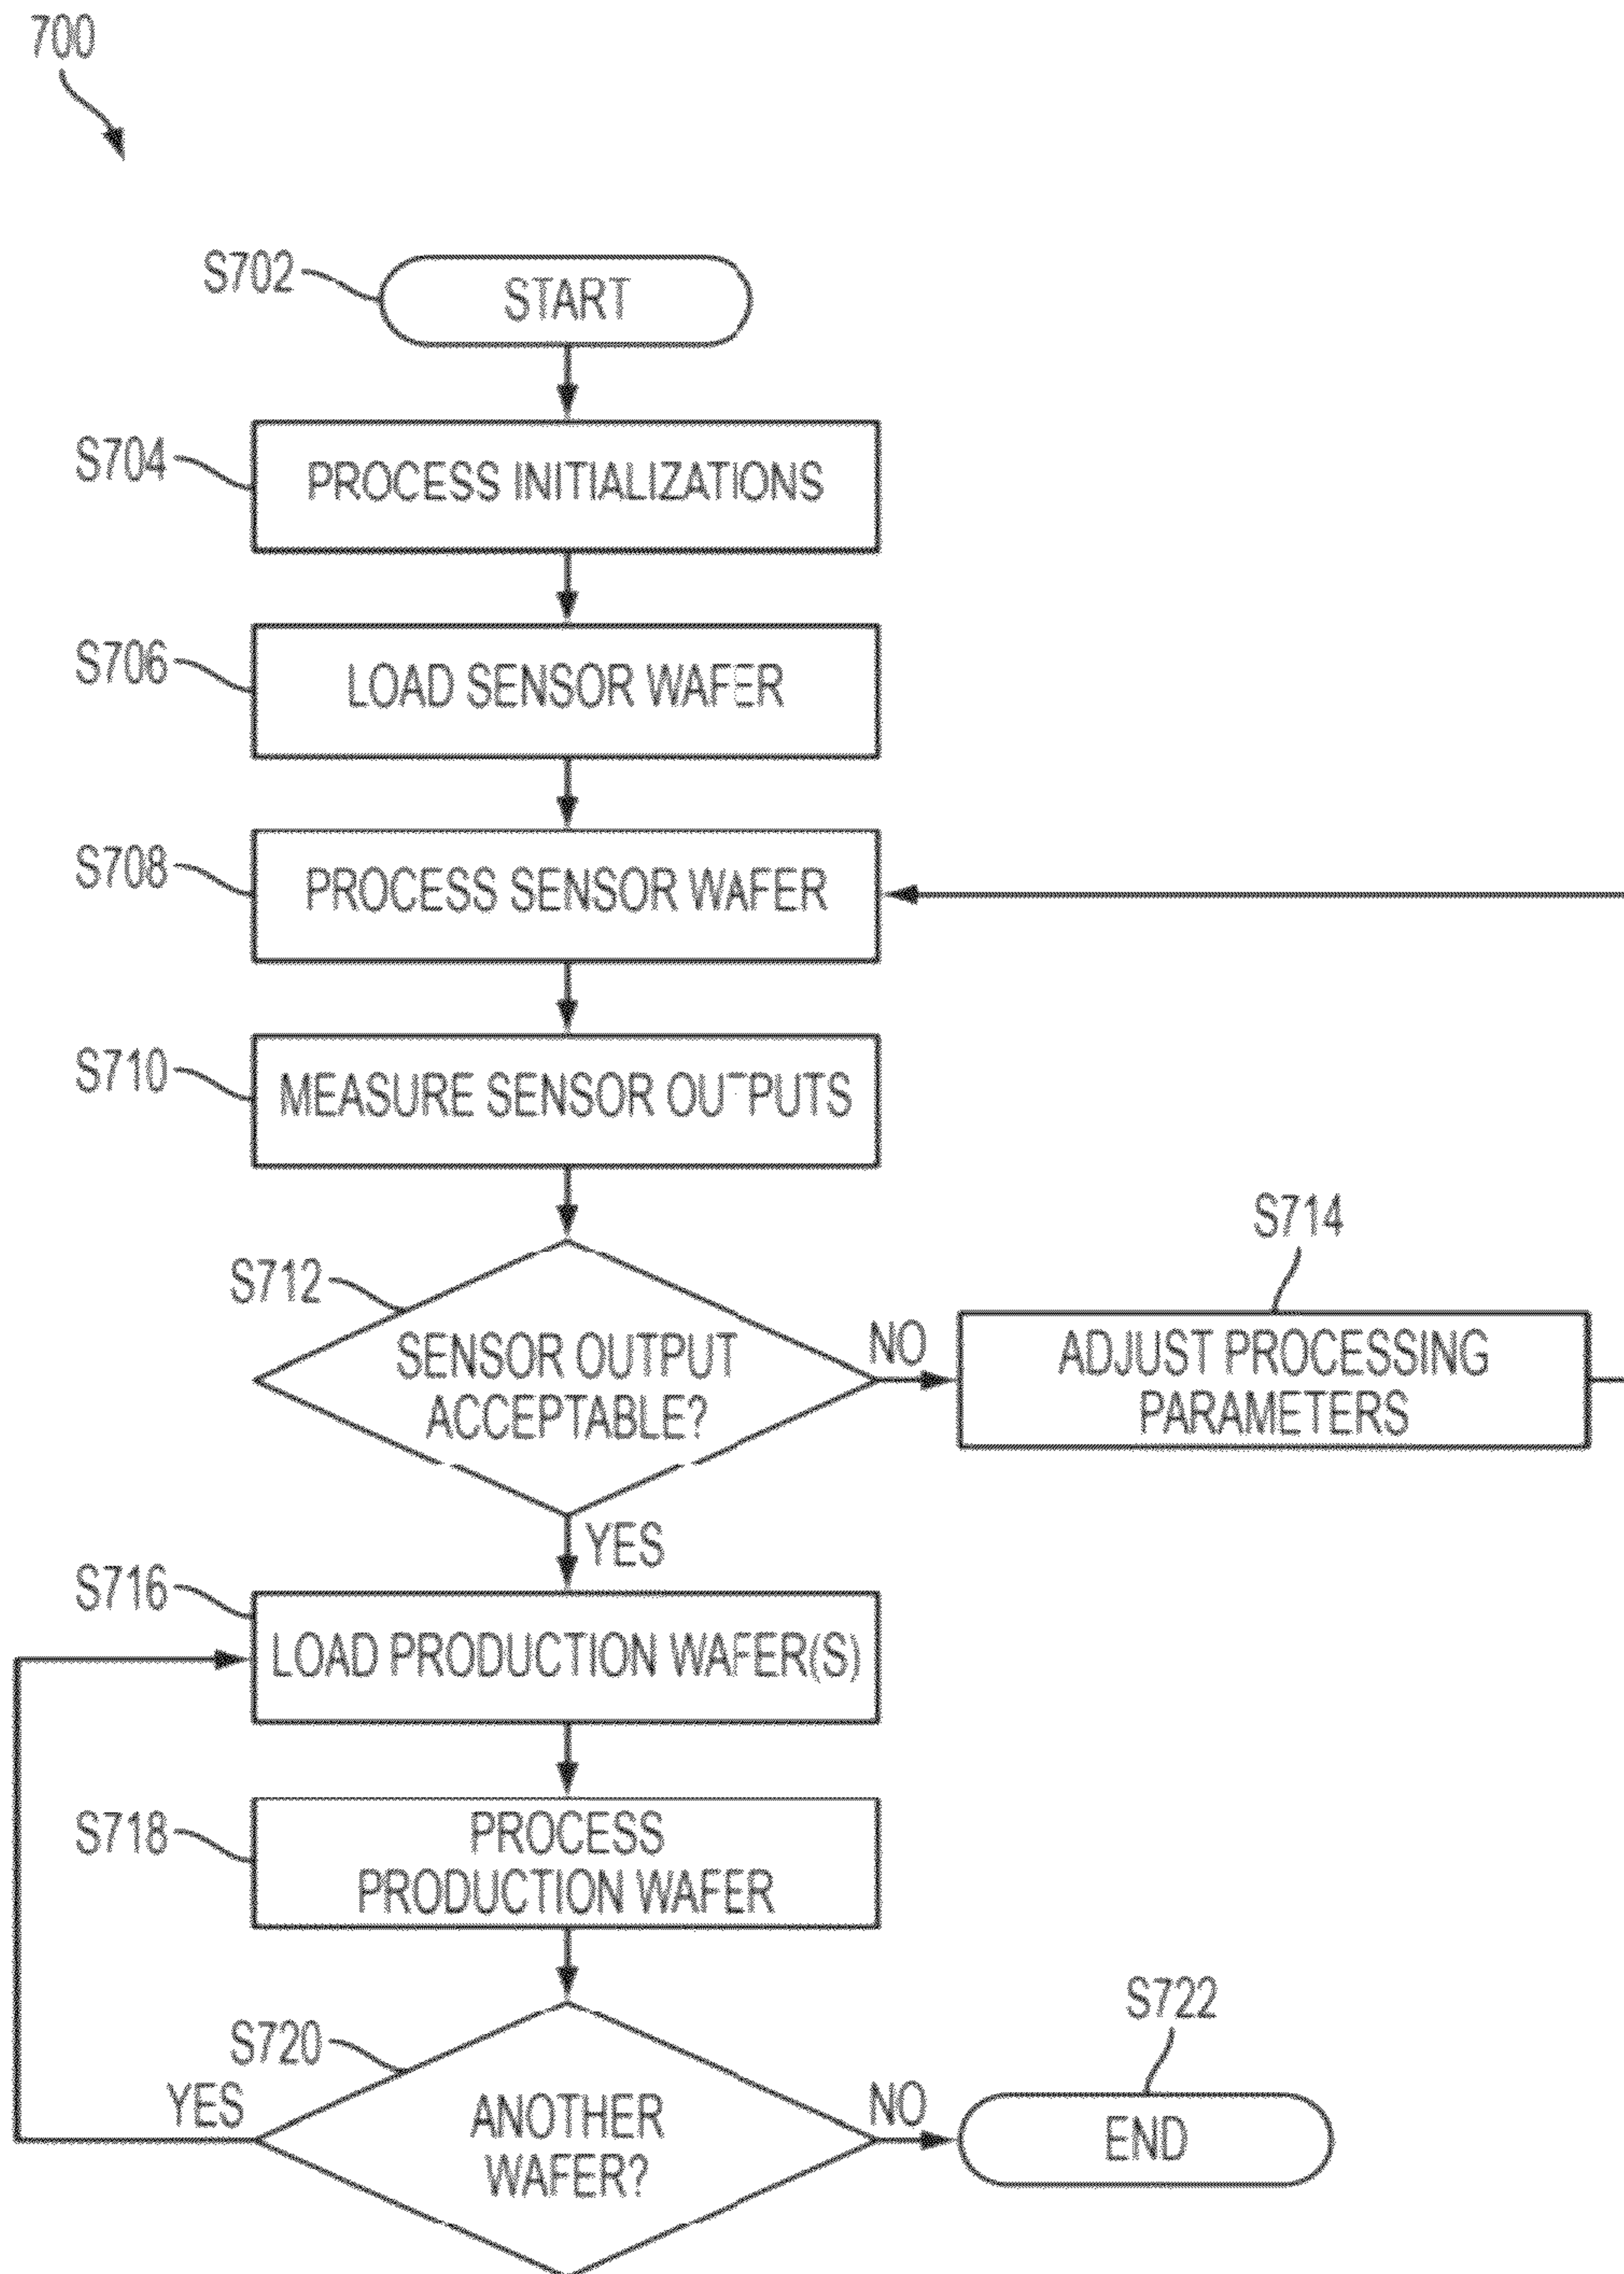 700
S702
START
S704
PROCESS INITIALIZATIONS
S706
LOAD SENSOR WAFER
S708
PROCESS SENSOR WAFER
S710
MEASURE SENSOR OUTPUTS
S712
SENSOR OUTPUT
ACCEPTABLE?
NO
S714
ADJUST PROCESSING
PARAMETERS
YES
S716
LOAD PRODUCTION WAFER(S)
S718
PROCESS
PRODUCTION WAFER
S720
YES
ANOTHER
WAFER?
NO
S722
END